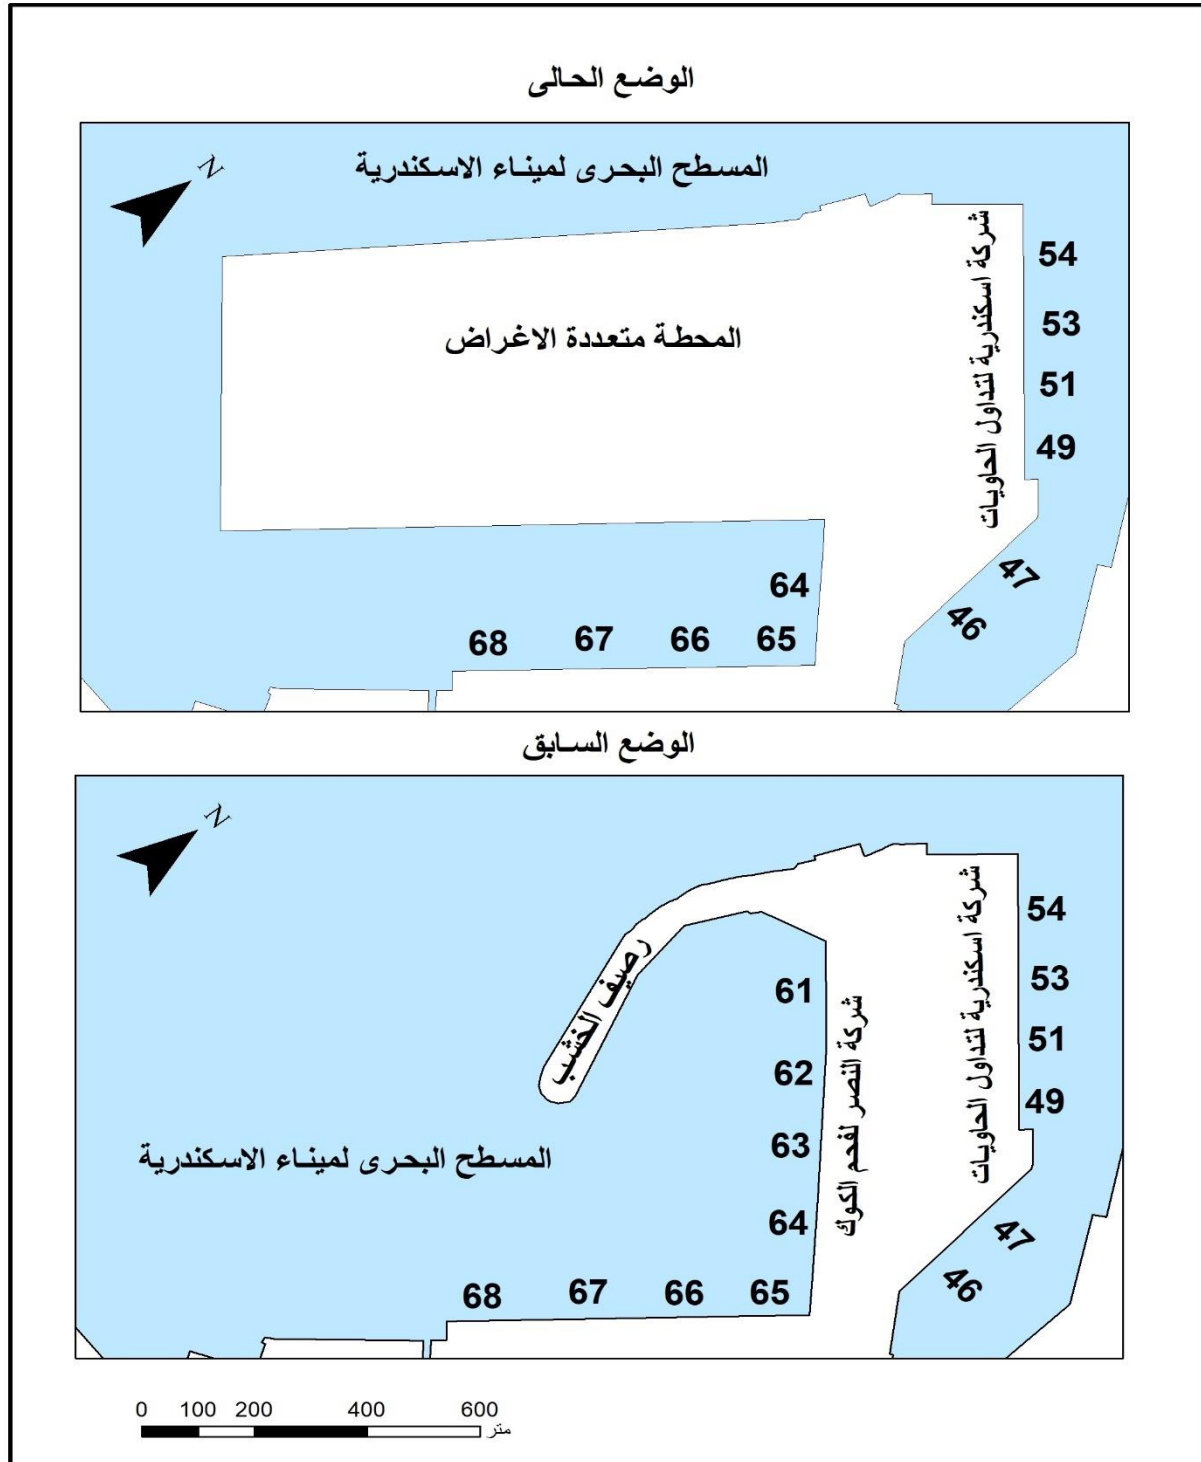 الوضع الحالى
المسطح البحرى لميناء الاسكندرية
N
شركة اسكندرية لتداول الحاويات
54
53
51
49
المحطة متعددة الاغراض
47
46
64
68 67 66 65
الوضع السابق
N
شركة اسكندرية لتداول الحاويات
54
53
51
49
رصيف الخشب
61
62
63
64
شركة النصر لفحم الكوك
المسطح البحرى لميناء الاسكندرية
47
46
68 67 66 65
0 100 200 400 600
متر